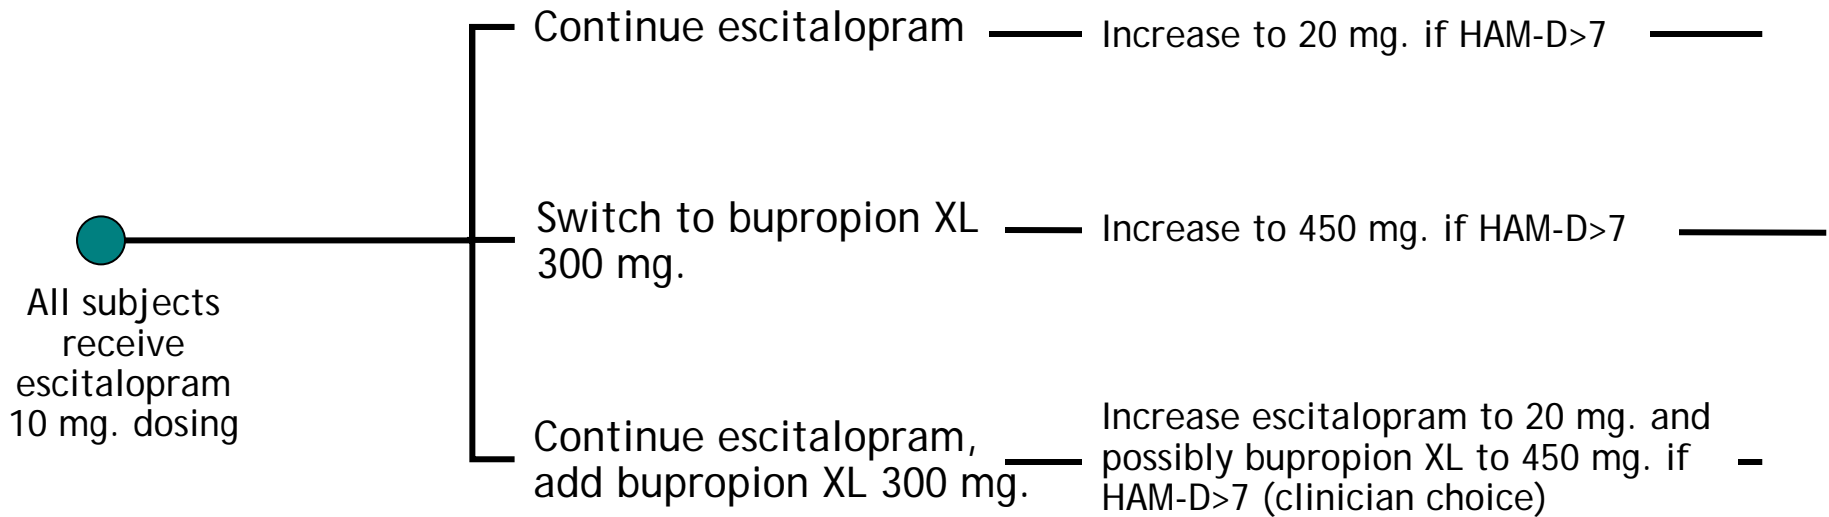 Continue escitalopram
Increase to 20 mg. if HAM-D>7
Switch to bupropion XL
300 mg.
Increase to 450 mg. if HAM-D>7
All subjects
receive
escitalopram
10 mg. dosing
Continue escitalopram,
add bupropion XL 300 mg.
Increase escitalopram to 20 mg. and
possibly bupropion XL to 450 mg. if
HAM-D>7 (clinician choice)